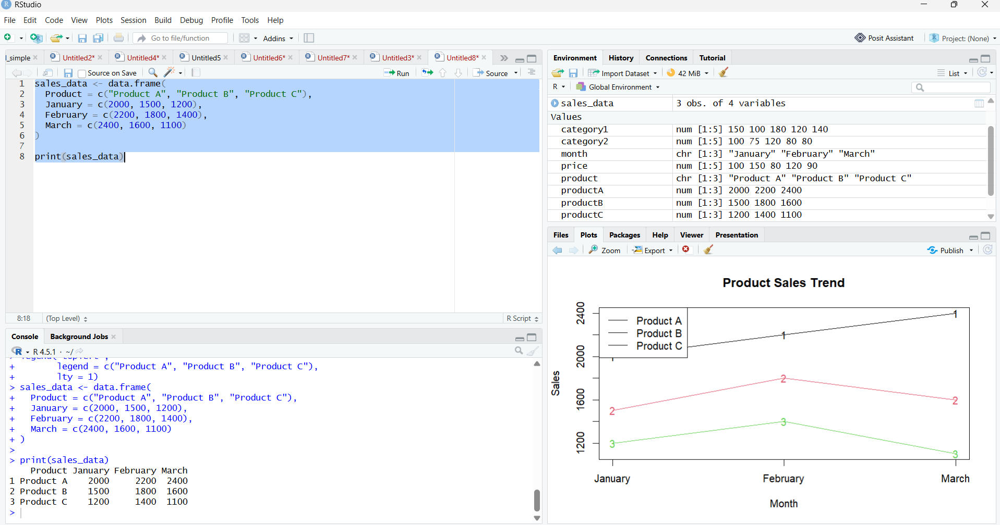 RStudio
File Edit Code View Plots Session Build Debug Profile Tools Help
Go to file/function Addins Posit Assistant Project: (None)
l_simple Untitled2* Untitled4* Untitled5 Untitled6* Untitled7* Untitled3* Untitled8*
Source on Save Run Source
1 sales_data <- data.frame(
2 Product = c("Product A", "Product B", "Product C"),
3 January = c(2000, 1500, 1200),
4 February = c(2200, 1800, 1400),
5 March = c(2400, 1600, 1100)
6 )
7
8 print(sales_data)
8:18 (Top Level) R Script
Console Background Jobs
R 4.5.1 · ~/
+ legend = c("Product A", "Product B", "Product C"),
+ lty = 1)
> sales_data <- data.frame(
+ Product = c("Product A", "Product B", "Product C"),
+ January = c(2000, 1500, 1200),
+ February = c(2200, 1800, 1400),
+ March = c(2400, 1600, 1100)
+ )
>
> print(sales_data)
Product January February March
1 Product A 2000 2200 2400
2 Product B 1500 1800 1600
3 Product C 1200 1400 1100
>
Environment History Connections Tutorial
Import Dataset 42 MiB List
R Global Environment
sales_data 3 obs. of 4 variables
Values
category1 num [1:5] 150 100 180 120 140
category2 num [1:5] 100 75 120 80 80
month chr [1:3] "January" "February" "March"
price num [1:5] 100 150 80 120 90
product chr [1:3] "Product A" "Product B" "Product C"
productA num [1:3] 2000 2200 2400
productB num [1:3] 1500 1800 1600
productC num [1:3] 1200 1400 1100
Files Plots Packages Help Viewer Presentation
Zoom Export Publish
Product Sales Trend
Product A
Product B
Product C
2400
2000
1600
1200
Sales
1 1
2 2 2
3 3 3
January February March
Month